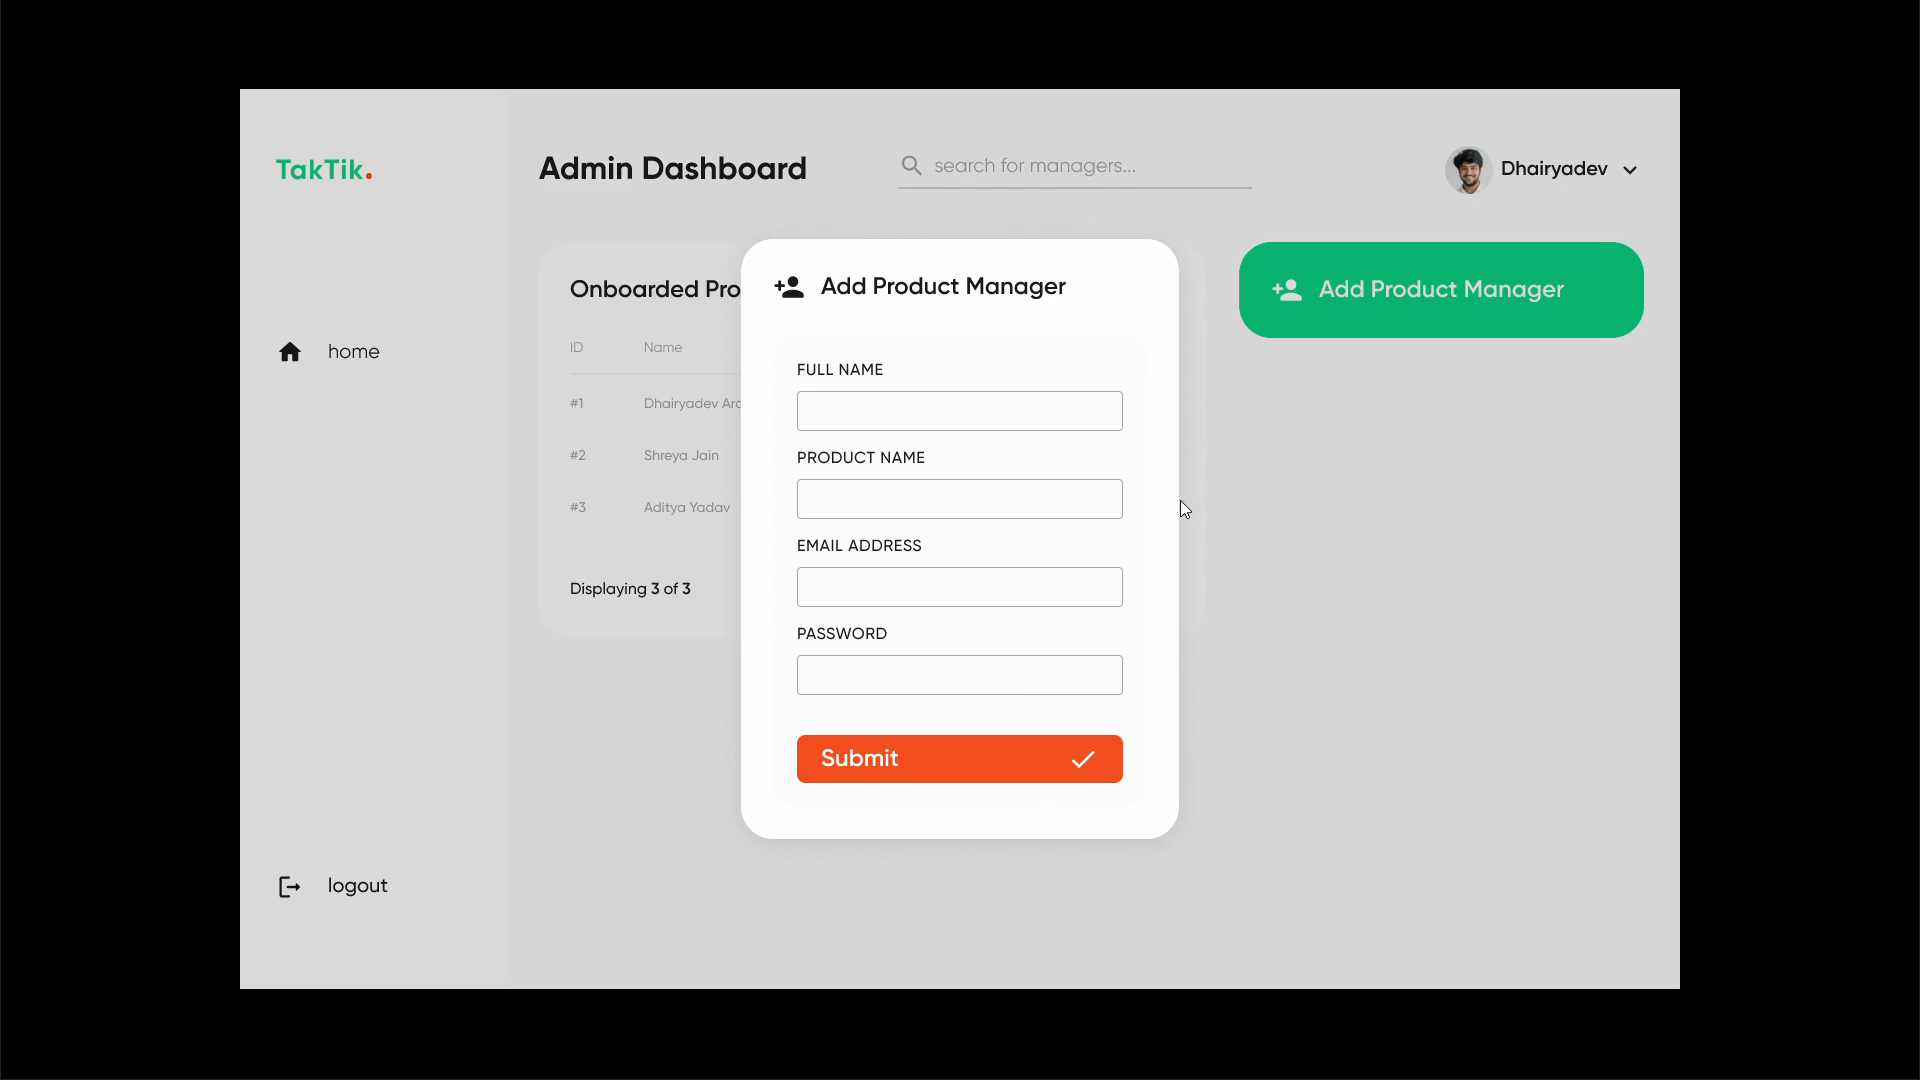 TakTik.
Admin Dashboard
search for managers...
Dhairyadev
home
logout
Onboarded Pro
ID Name
#1 Dhairyadev Arc
#2 Shreya Jain
#3 Aditya Yadav
Displaying 3 of 3
Add Product Manager
FULL NAME
PRODUCT NAME
EMAIL ADDRESS
PASSWORD
Submit
Add Product Manager